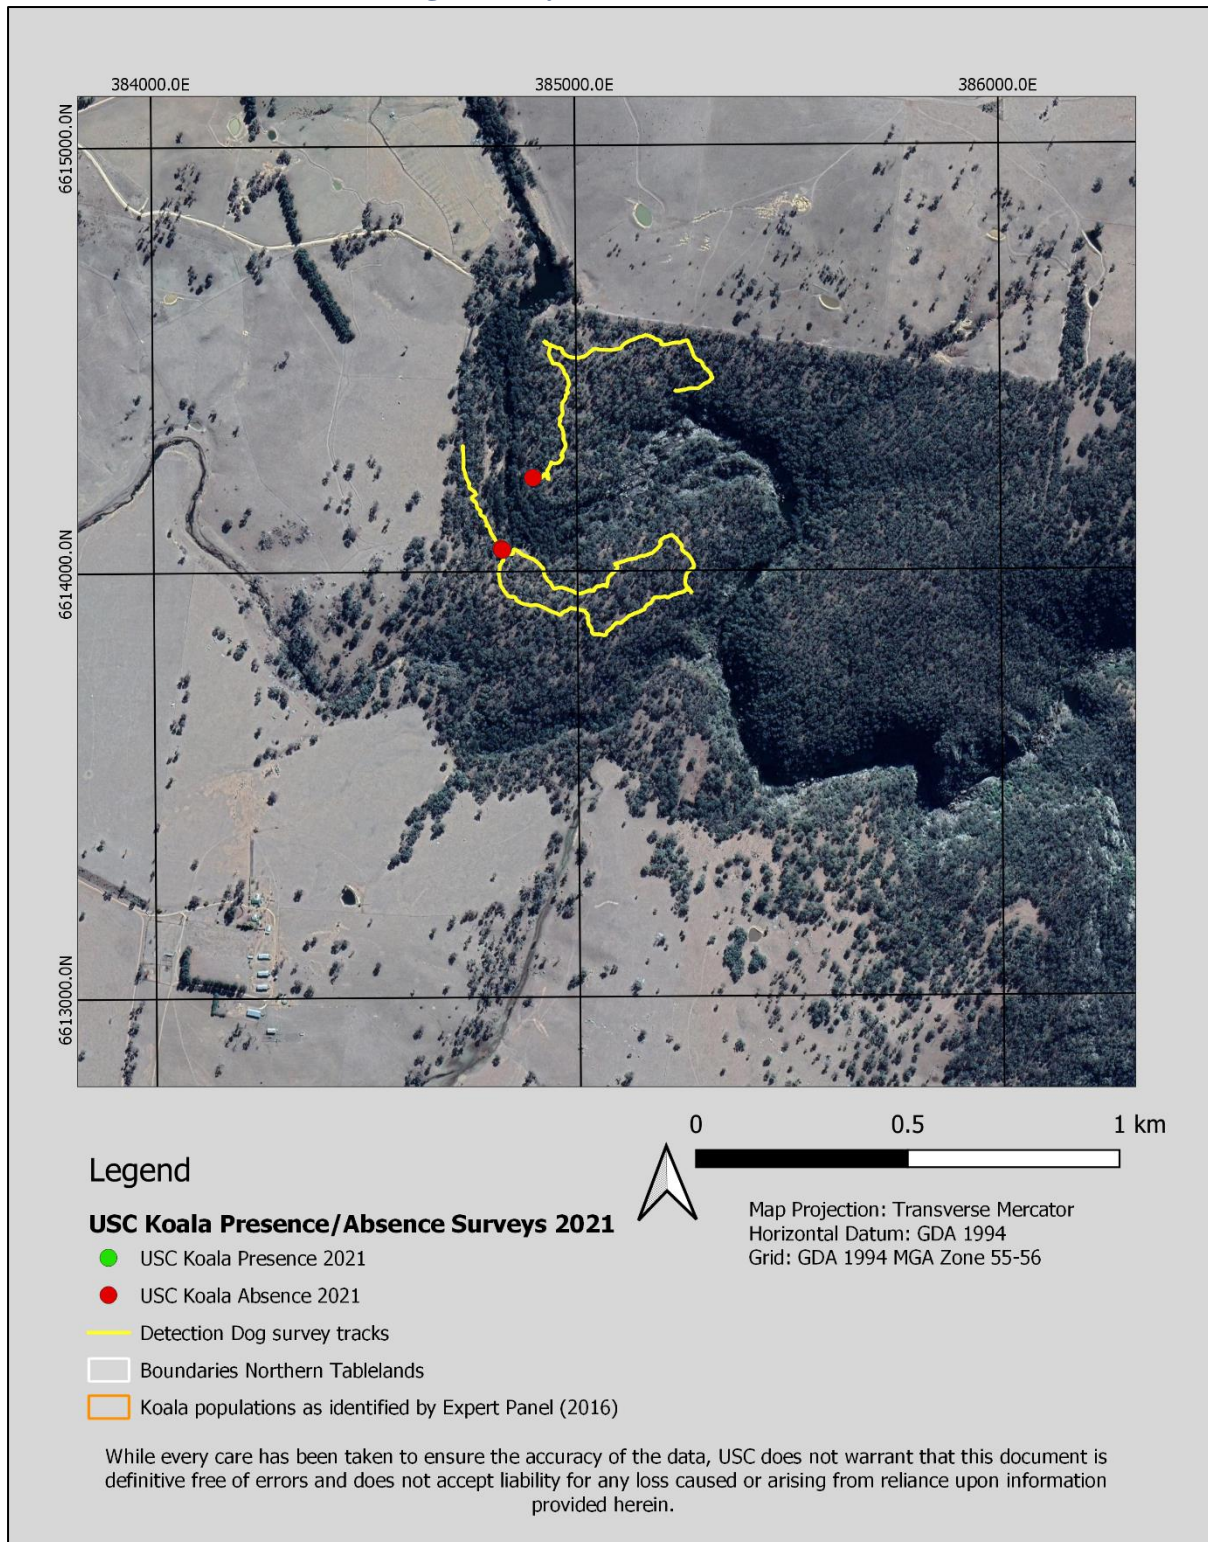 384000.0E 385000.0E 386000.0E
6615000.0N
6614000.0N
6613000.0N
0 0.5 1 km
Legend
USC Koala Presence/Absence Surveys 2021
USC Koala Presence 2021
USC Koala Absence 2021
Detection Dog survey tracks
Boundaries Northern Tablelands
Koala populations as identified by Expert Panel (2016)
Map Projection: Transverse Mercator
Horizontal Datum: GDA 1994
Grid: GDA 1994 MGA Zone 55-56
While every care has been taken to ensure the accuracy of the data, USC does not warrant that this document is
definitive free of errors and does not accept liability for any loss caused or arising from reliance upon information
provided herein.